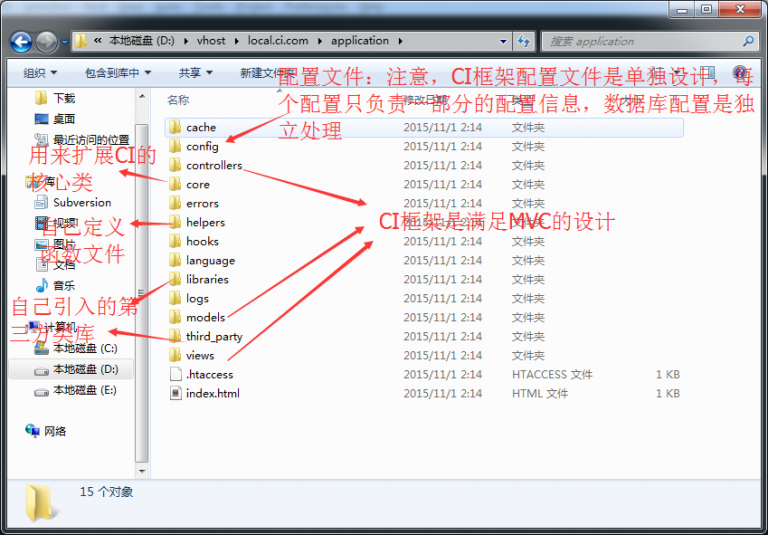 « 本地磁盘 (D:) ▸ vhost ▸ local.ci.com ▸ application ▸
搜索 application
组织 包含到库中 共享 新建文件夹
配置文件：注意，CI框架配置文件是单独设计，每
个配置只负责一部分的配置信息，数据库配置是独
立处理
下载
桌面
最近访问的位置
库
Subversion
视频
图片
文档
音乐
计算机
本地磁盘 (C:)
本地磁盘 (D:)
本地磁盘 (E:)
网络
用来扩展CI的
核心类
自己定义
函数文件
自己引入的第
三方类库
名称 修改日期 类型 大小
cache 2015/11/1 2:14 文件夹
config 2015/11/1 2:14 文件夹
controllers 2015/11/1 2:14 文件夹
core 2015/11/1 2:14 文件夹
errors 2015/11/1 2:14 文件夹
helpers 2015/11/1 2:14 文件夹
hooks 2015/11/1 2:14 文件夹
language 2015/11/1 2:14 文件夹
libraries 2015/11/1 2:14 文件夹
logs 2015/11/1 2:14 文件夹
models 2015/11/1 2:14 文件夹
third_party 2015/11/1 2:14 文件夹
views 2015/11/1 2:14 文件夹
.htaccess 2015/11/1 2:14 HTACCESS 文件 1 KB
index.html 2015/11/1 2:14 HTML 文件 1 KB
CI框架是满足MVC的设计
15 个对象